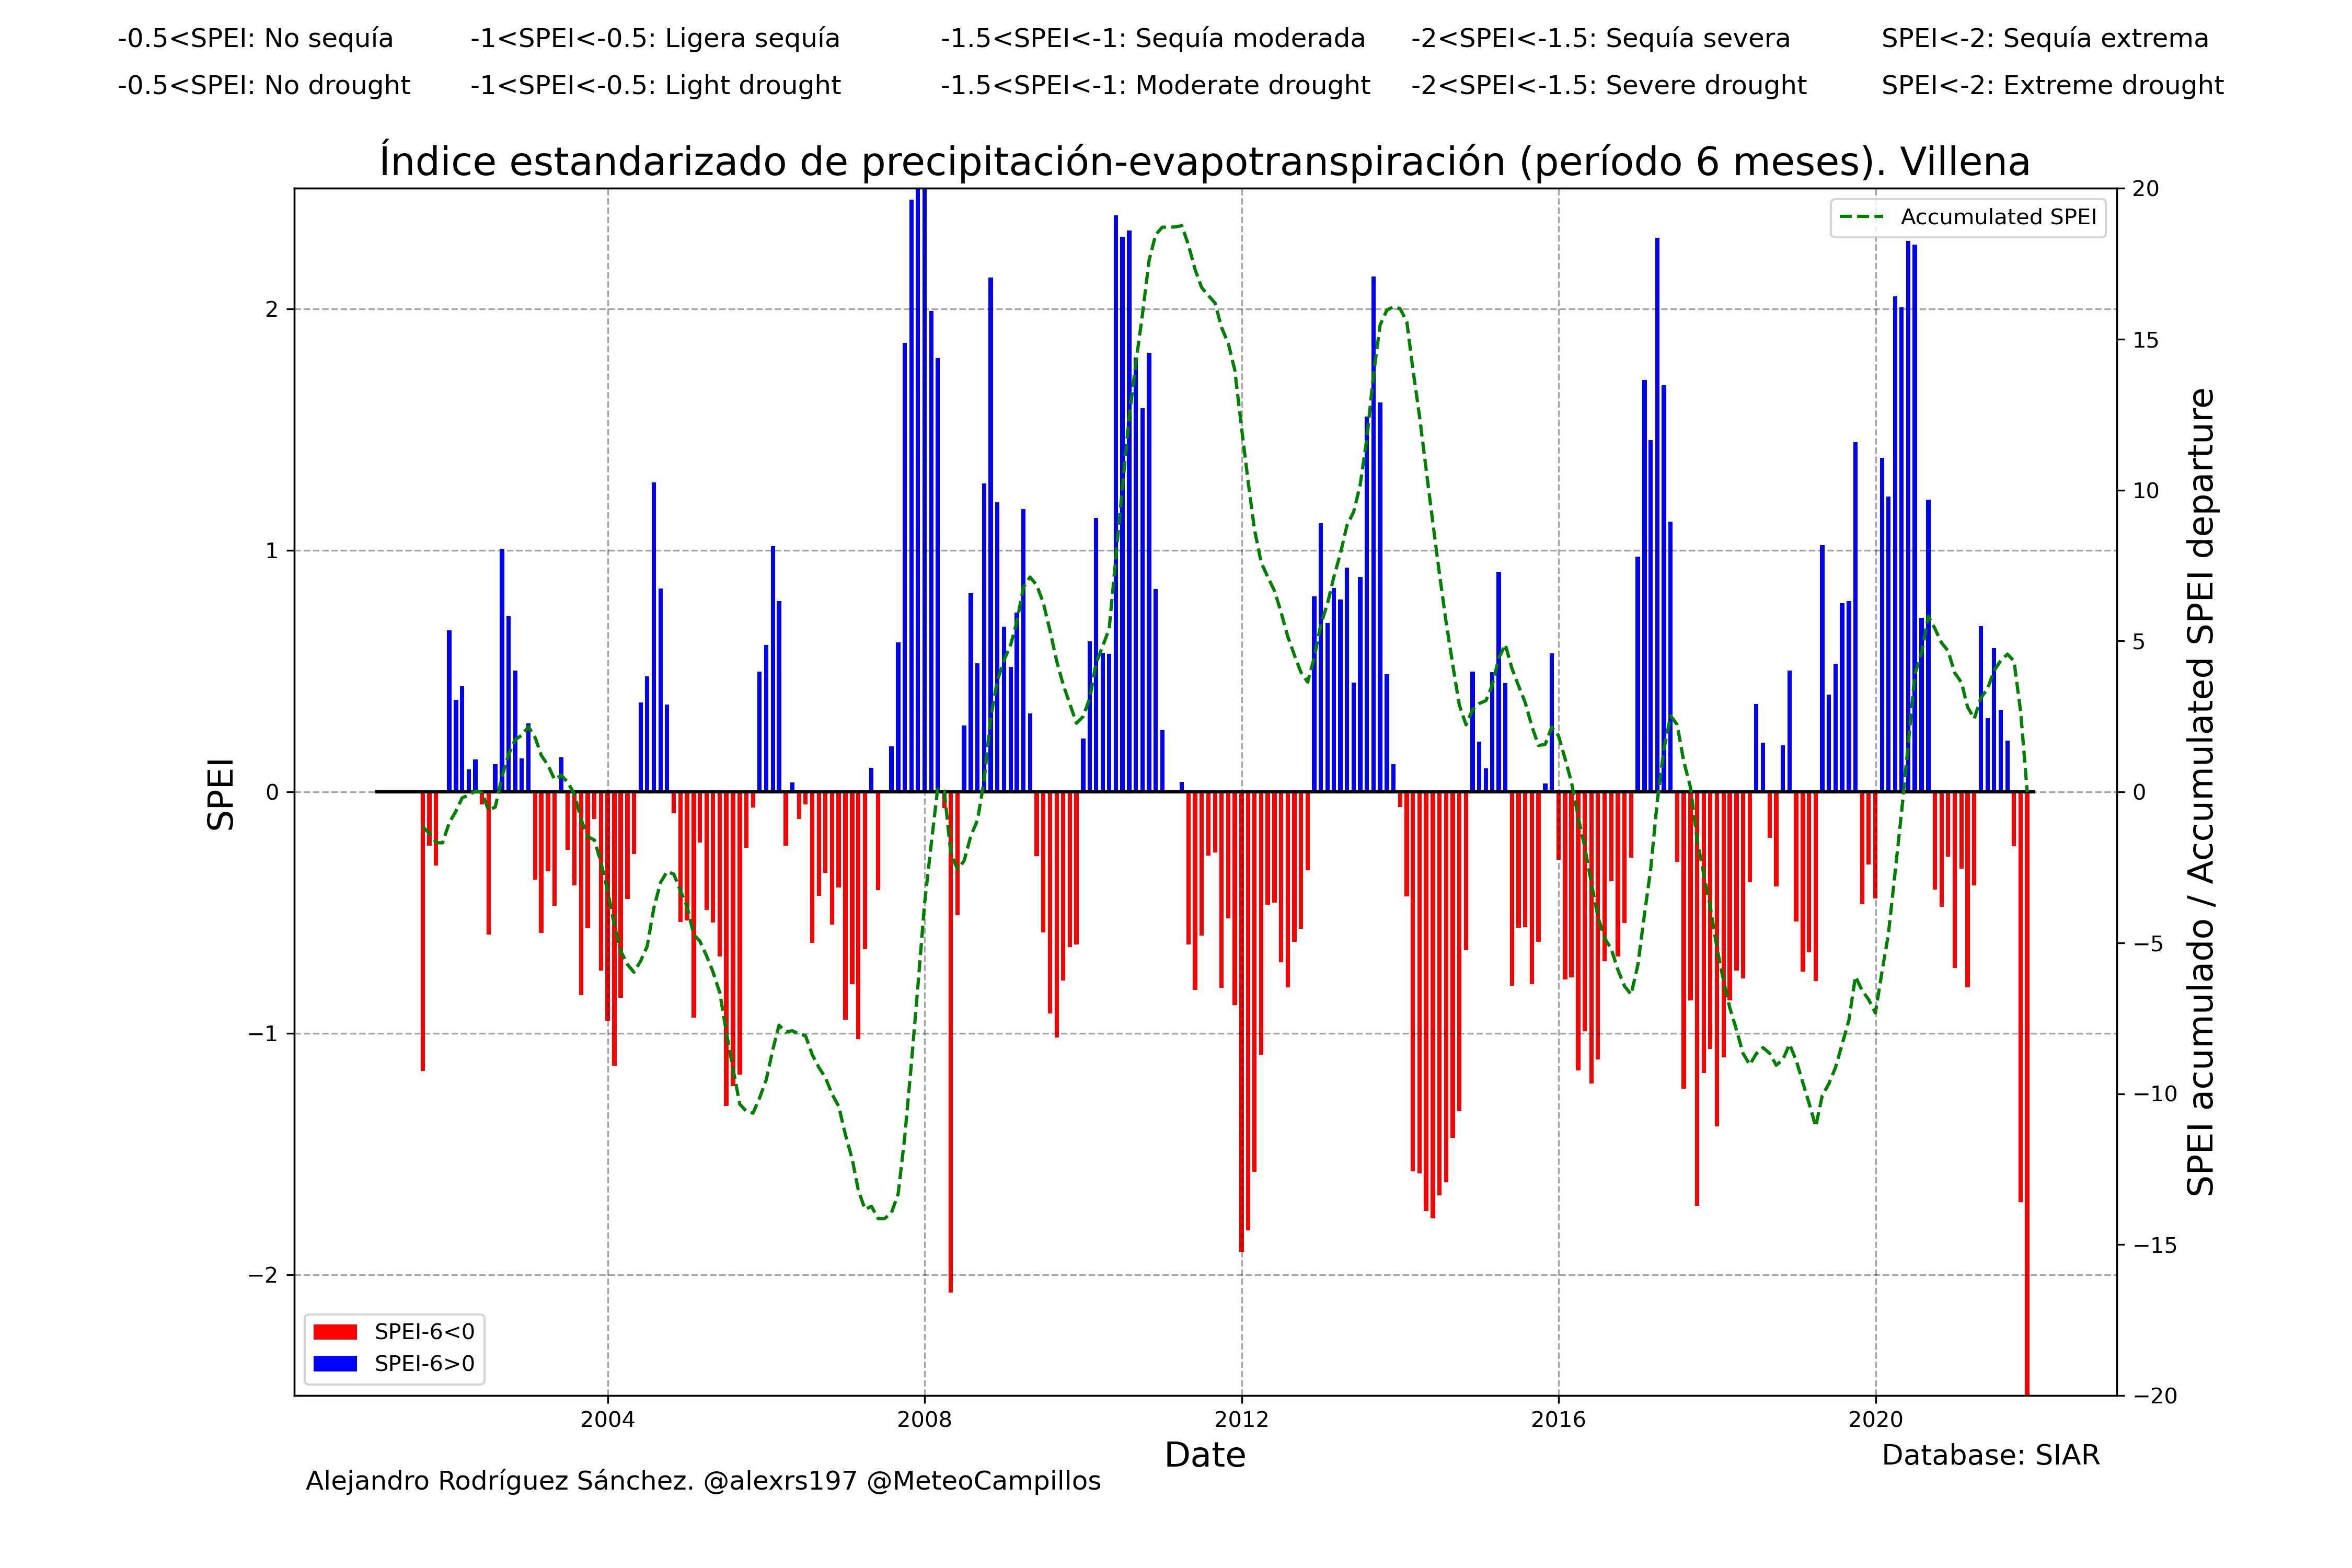 -0.5<SPEI: No sequía -1<SPEI<-0.5: Ligera sequía -1.5<SPEI<-1: Sequía moderada -2<SPEI<-1.5: Sequía severa SPEI<-2: Sequía extrema
-0.5<SPEI: No drought -1<SPEI<-0.5: Light drought -1.5<SPEI<-1: Moderate drought -2<SPEI<-1.5: Severe drought SPEI<-2: Extreme drought
Índice estandarizado de precipitación-evapotranspiración (período 6 meses). Villena
Accumulated SPEI
SPEI
2
1
0
−1
−2
20
15
10
5
0
−5
−10
−15
−20
SPEI acumulado / Accumulated SPEI departure
SPEI-6<0
SPEI-6>0
2004 2008 2012 2016 2020
Date
Database: SIAR
Alejandro Rodríguez Sánchez. @alexrs197 @MeteoCampillos